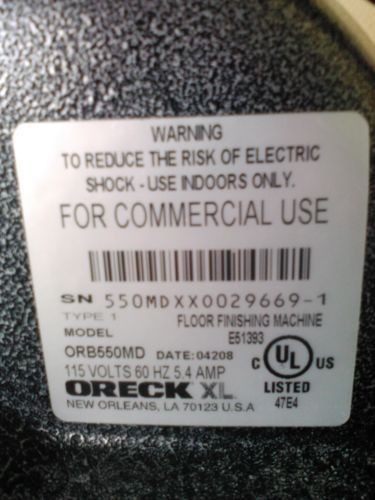 WARNING
TO REDUCE THE RISK OF ELECTRIC
SHOCK - USE INDOORS ONLY.
FOR COMMERCIAL USE
SN 550MDXX0029669-1
TYPE 1 FLOOR FINISHING MACHINE
MODEL E51393
ORB550MD DATE: 04208
115 VOLTS 60 HZ 5.4 AMP
ORECK XL
NEW ORLEANS, LA 70123 U.S.A
C UL US
LISTED
47E4